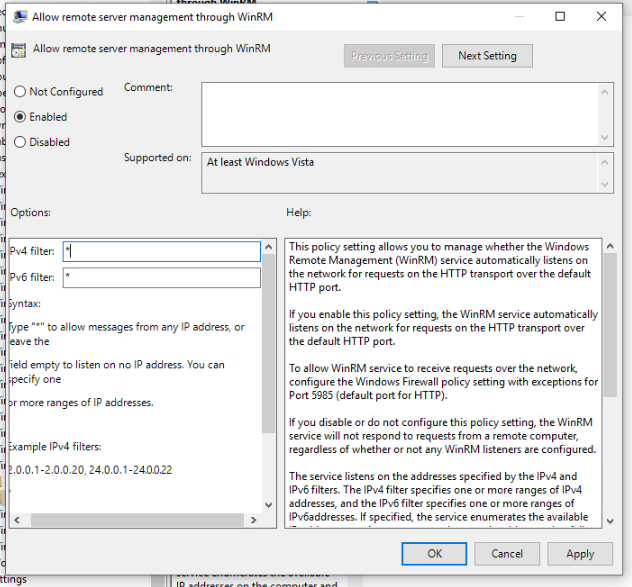 through WinRM
Allow remote server management through WinRM
Allow remote server management through WinRM
Previous Setting
Next Setting
Not Configured
Comment:
Enabled
Disabled
Supported on:
At least Windows Vista
Options:
Help:
Pv4 filter: *
Pv6 filter: *
Syntax:
Type "*" to allow messages from any IP address, or
leave the
field empty to listen on no IP address. You can
specify one
or more ranges of IP addresses.
Example IPv4 filters:
2.0.0.1-2.0.0.20, 24.0.0.1-24.0.0.22
This policy setting allows you to manage whether the Windows
Remote Management (WinRM) service automatically listens on
the network for requests on the HTTP transport over the default
HTTP port.
If you enable this policy setting, the WinRM service automatically
listens on the network for requests on the HTTP transport over
the default HTTP port.
To allow WinRM service to receive requests over the network,
configure the Windows Firewall policy setting with exceptions for
Port 5985 (default port for HTTP).
If you disable or do not configure this policy setting, the WinRM
service will not respond to requests from a remote computer,
regardless of whether or not any WinRM listeners are configured.
The service listens on the addresses specified by the IPv4 and
IPv6 filters. The IPv4 filter specifies one or more ranges of IPv4
addresses, and the IPv6 filter specifies one or more ranges of
IPv6addresses. If specified, the service enumerates the available
OK
Cancel
Apply
ttings
service enumerates the available
IP addresses on the computer and